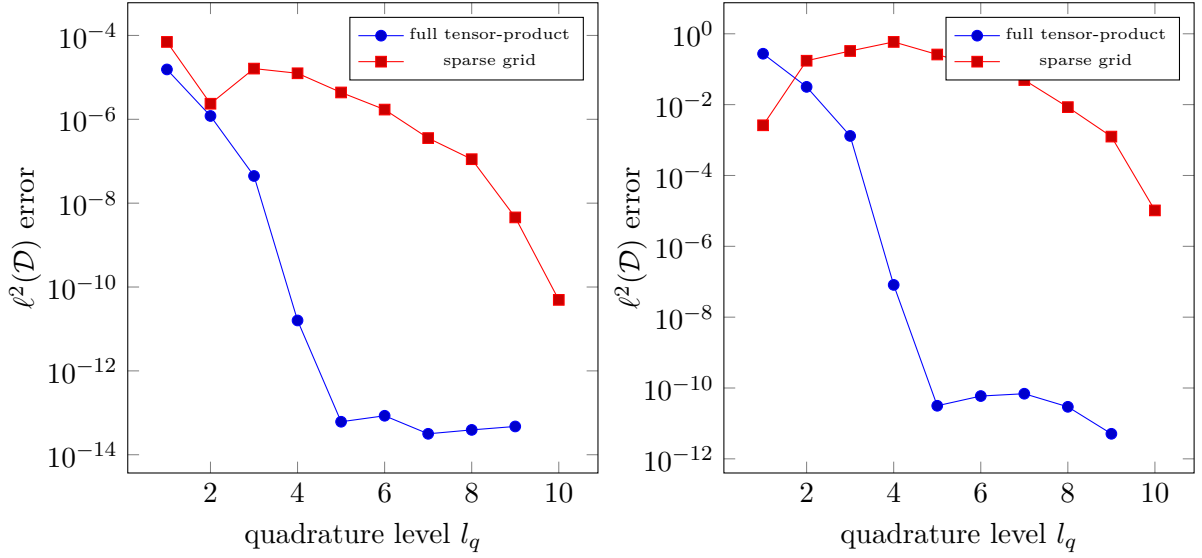 10^{-4}
10^{-6}
10^{-8}
10^{-10}
10^{-12}
10^{-14}
ℓ^2(𝒟) error
full tensor-product
sparse grid
2 4 6 8 10
quadrature level l_q
10^0
10^{-2}
10^{-4}
10^{-6}
10^{-8}
10^{-10}
10^{-12}
ℓ^2(𝒟) error
full tensor-product
sparse grid
2 4 6 8 10
quadrature level l_q